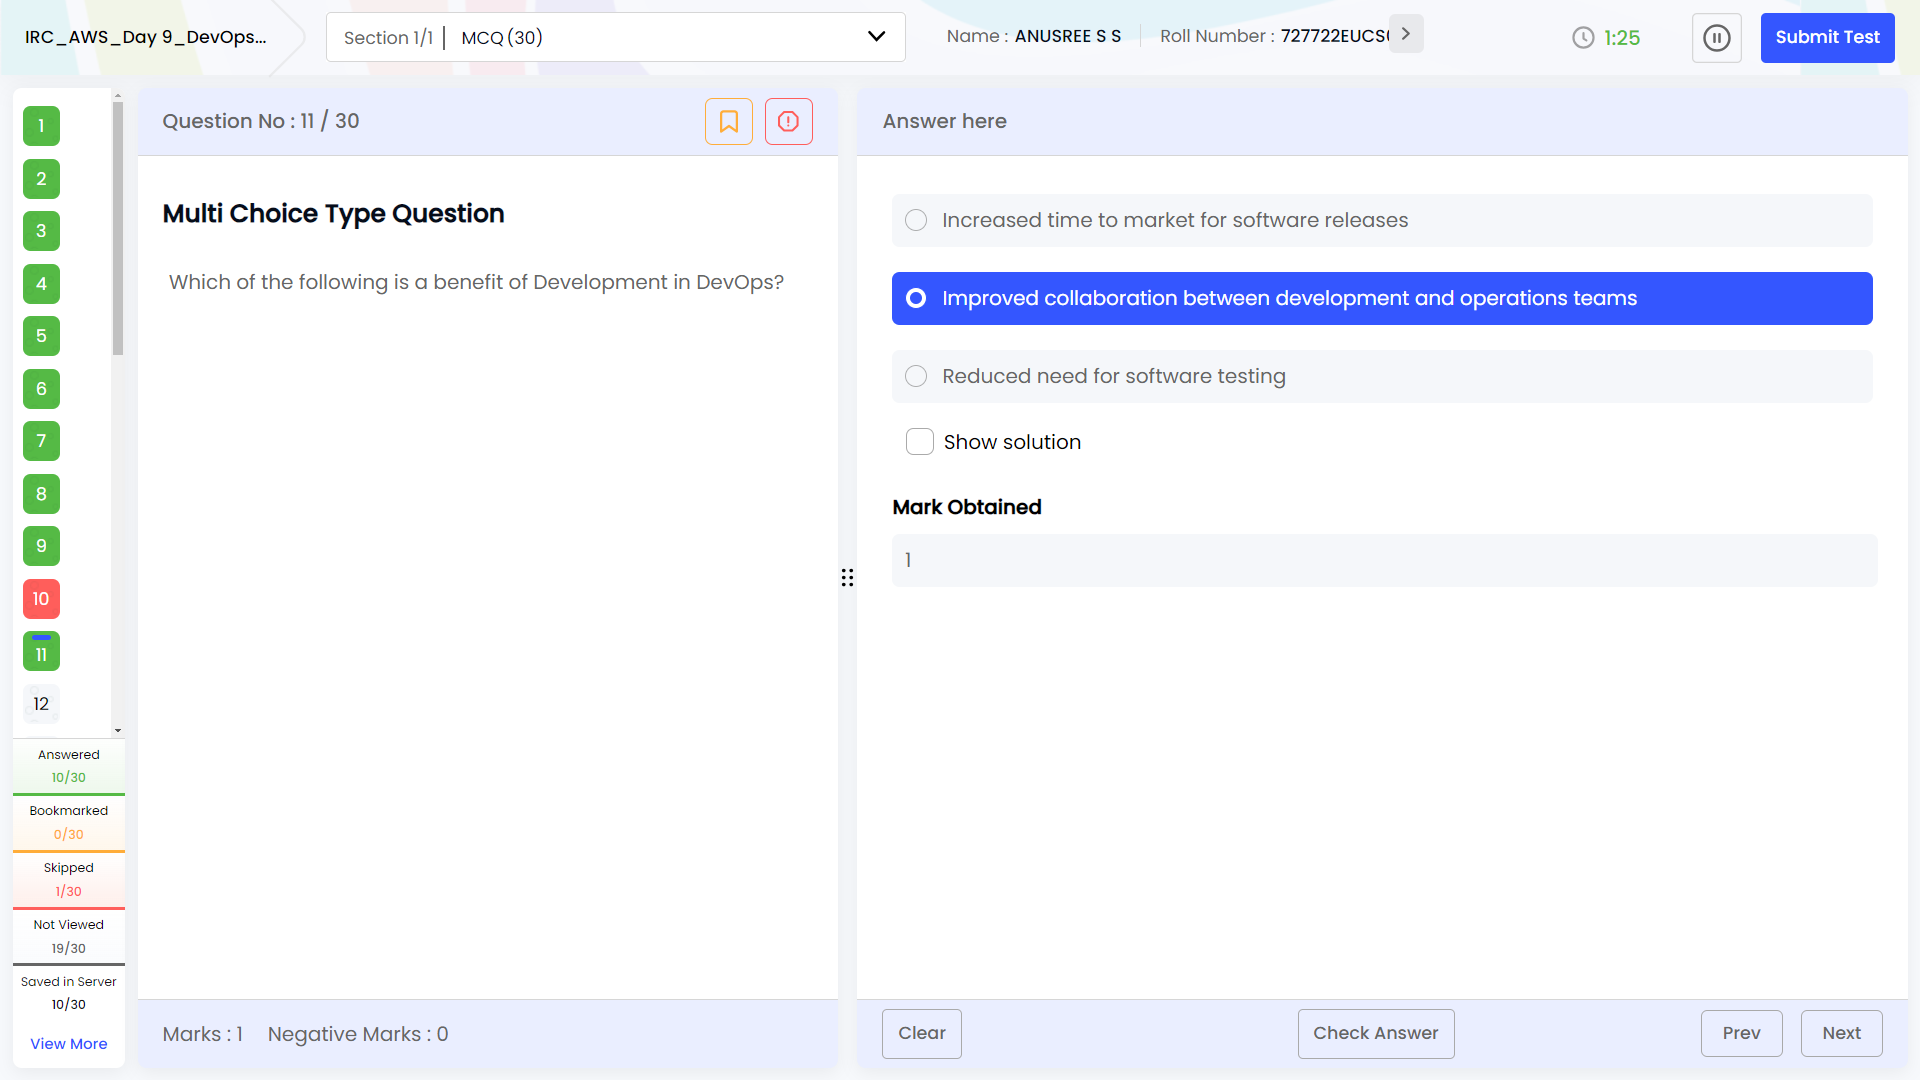 IRC_AWS_Day 9_DevOps...
Section 1/1 | MCQ (30)
Name : ANUSREE S S
Roll Number : 727722EUCS
1:25
Submit Test
1
2
3
4
5
6
7
8
9
10
11
12
Answered
10/30
Bookmarked
0/30
Skipped
1/30
Not Viewed
19/30
Saved in Server
10/30
View More
Question No : 11 / 30
Multi Choice Type Question
Which of the following is a benefit of Development in DevOps?
Marks : 1 Negative Marks : 0
Answer here
Increased time to market for software releases
Improved collaboration between development and operations teams
Reduced need for software testing
Show solution
Mark Obtained
1
Clear
Check Answer
Prev
Next